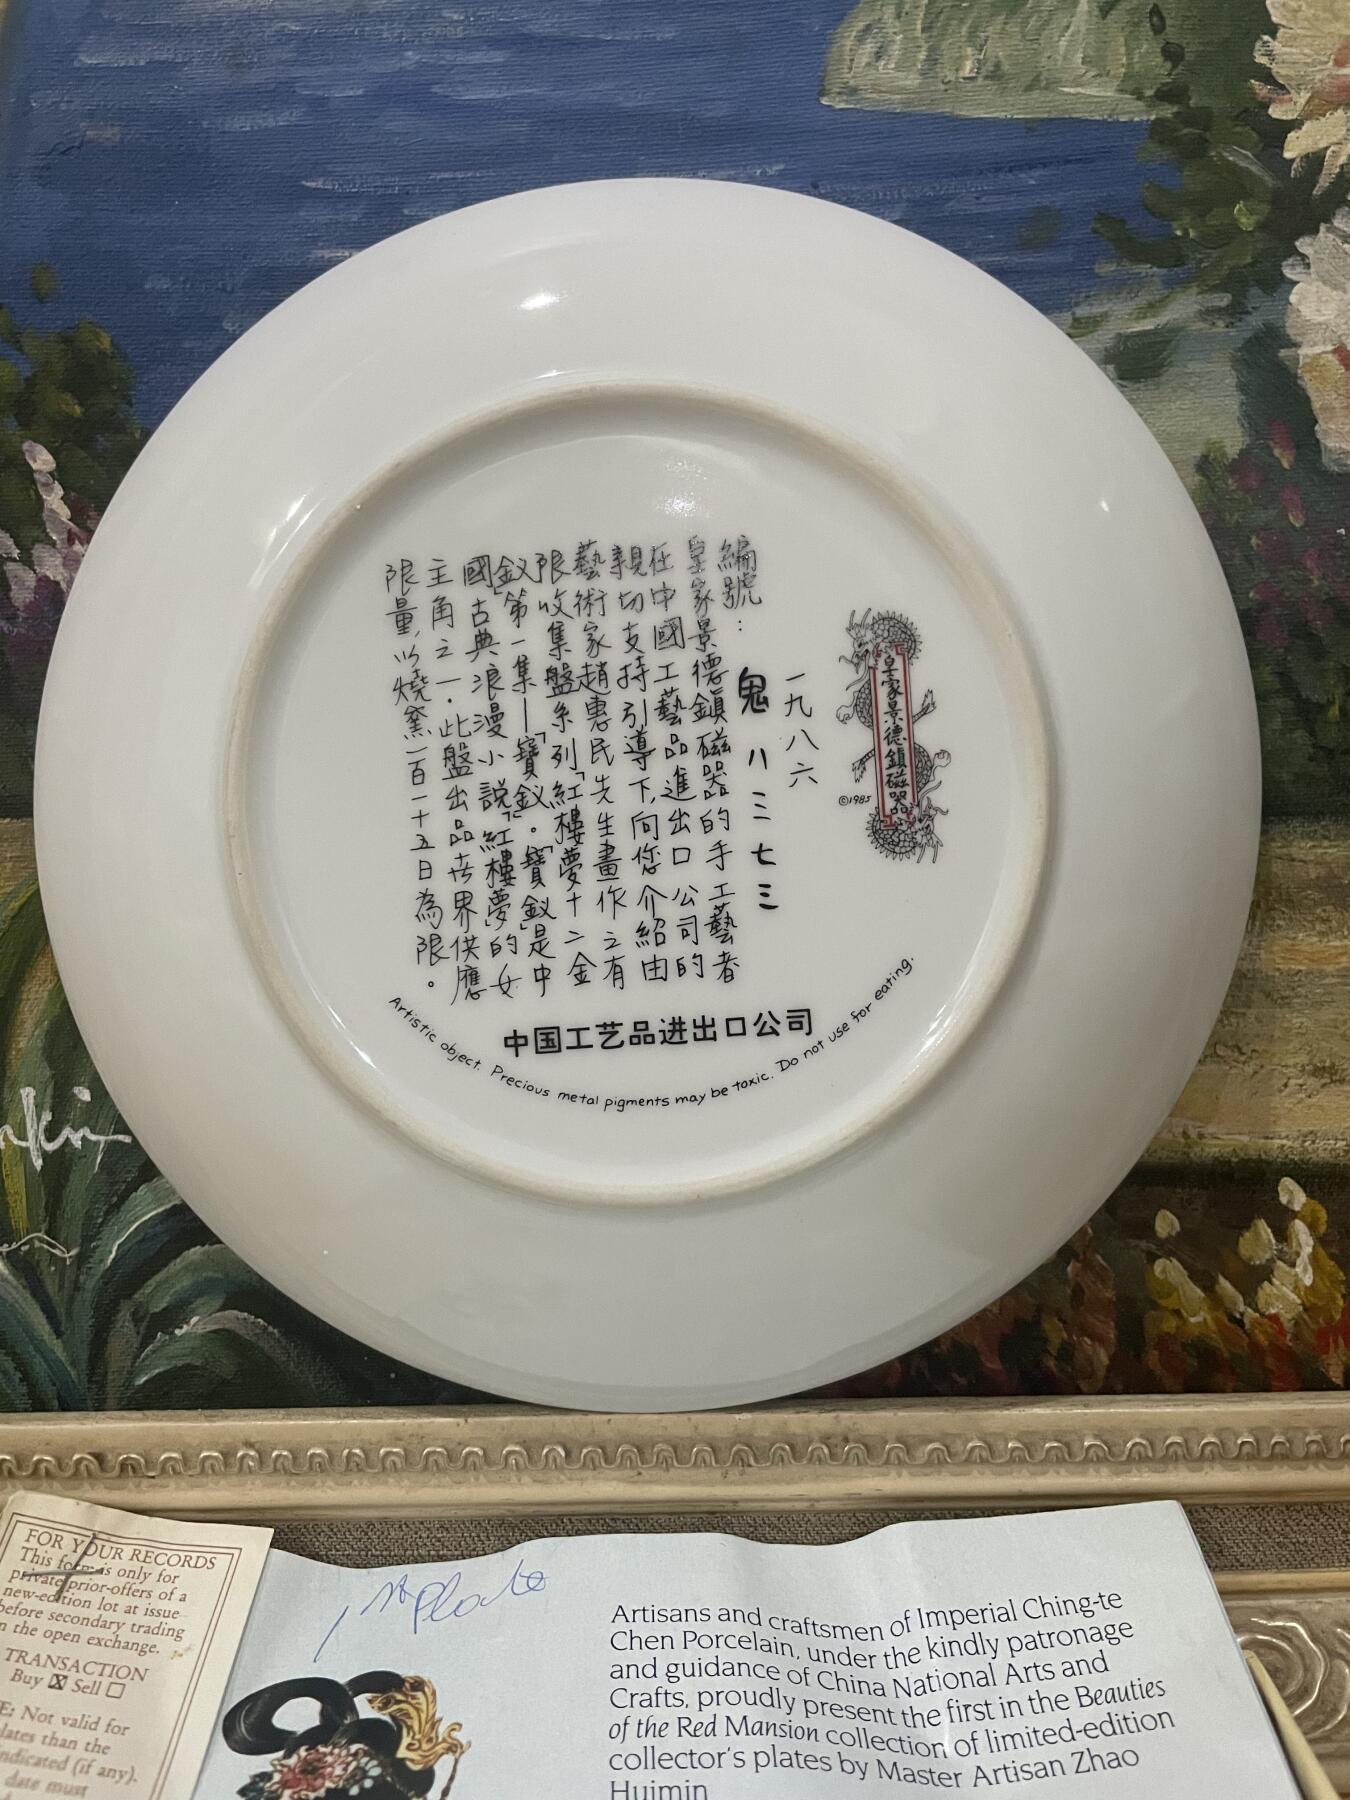 皇家景德鎮磁器
©1985
一九八六
編號：鬼八三七三
皇家景德鎮磁器的手工藝者
在中國工藝品進出口公司的
親切支持引導下，向您介紹由
藝術家趙惠民先生畫作之有
限收集盤系列「紅樓夢十二金
釵」第一集—「寶釵」。「寶釵」是中
國古典浪漫小說「紅樓夢」的女
主角之一。此盤出品世界供應
限量，以燒窯一百一十五日為限。
中国工艺品进出口公司
Artistic object. Precious metal pigments may be toxic. Do not use for eating.
FOR YOUR RECORDS
This form is only for
private prior-offers of a
new-edition lot at issue
before secondary trading
on the open exchange.
TRANSACTION
Buy ☒ Sell ☐
Not valid for
than the
indicated (if any).
date must
1st Plate
Artisans and craftsmen of Imperial Ching-te
Chen Porcelain, under the kindly patronage
and guidance of China National Arts and
Crafts, proudly present the first in the Beauties
of the Red Mansion collection of limited-edition
collector's plates by Master Artisan Zhao
Huimin